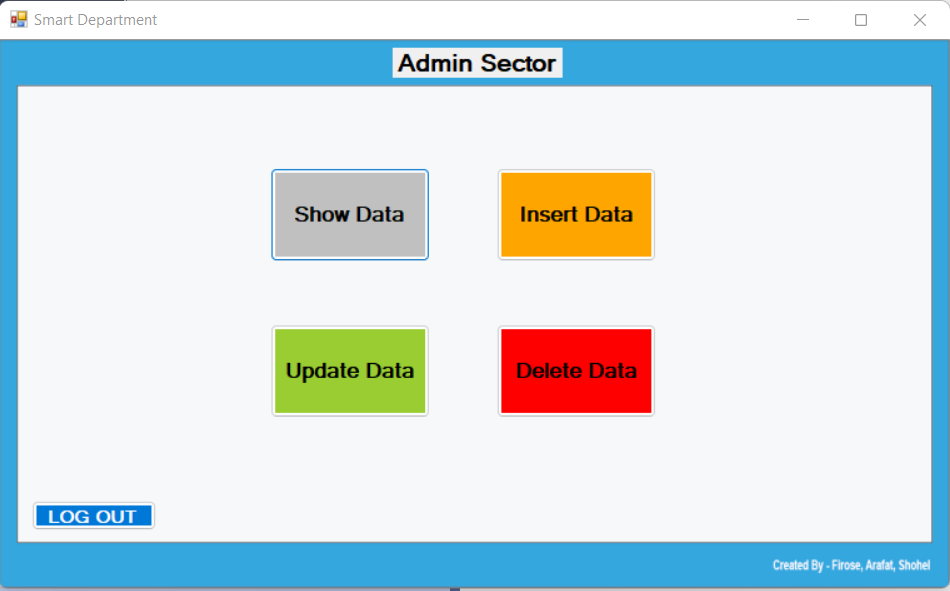 Smart Department
Admin Sector
Show Data
Insert Data
Update Data
Delete Data
LOG OUT
Created By - Firose, Arafat, Shohel